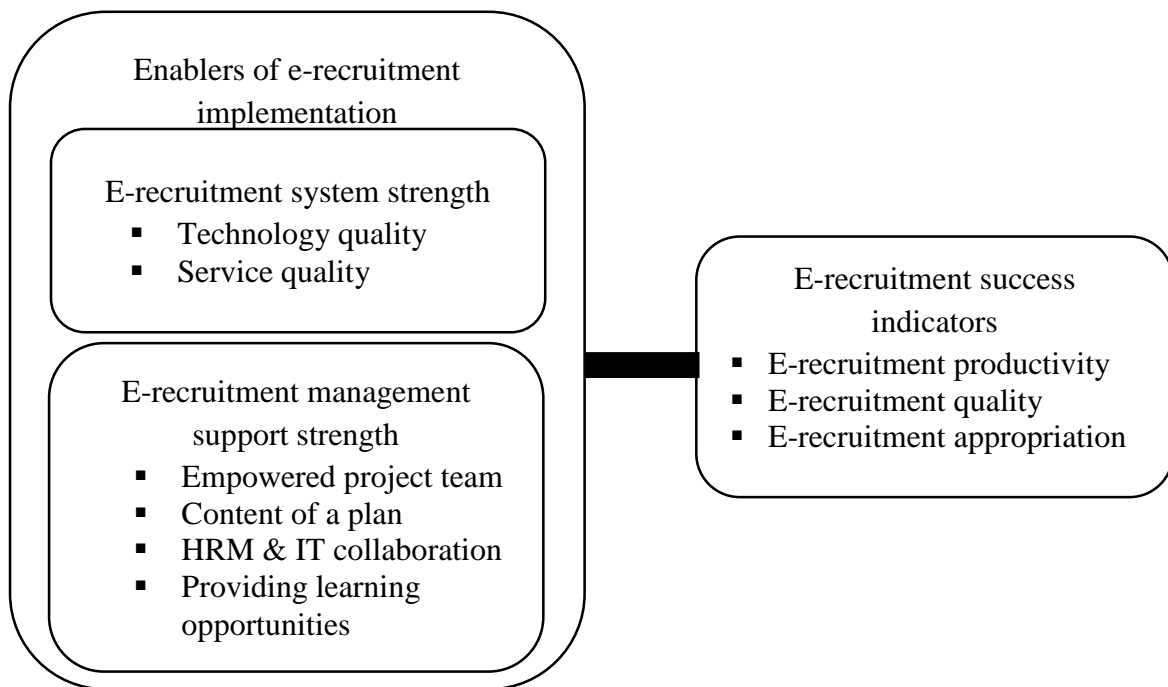 Enablers of e-recruitment
implementation
E-recruitment system strength
▪ Technology quality
▪ Service quality
E-recruitment management
support strength
▪ Empowered project team
▪ Content of a plan
▪ HRM & IT collaboration
▪ Providing learning
opportunities
E-recruitment success
indicators
▪ E-recruitment productivity
▪ E-recruitment quality
▪ E-recruitment appropriation